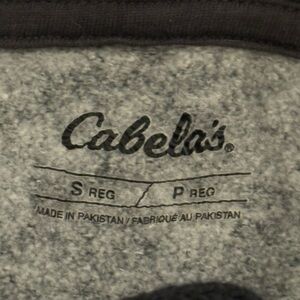 Cabela's®
S REG / P REG
MADE IN PAKISTAN / FABRIQUÉ AU PAKISTAN